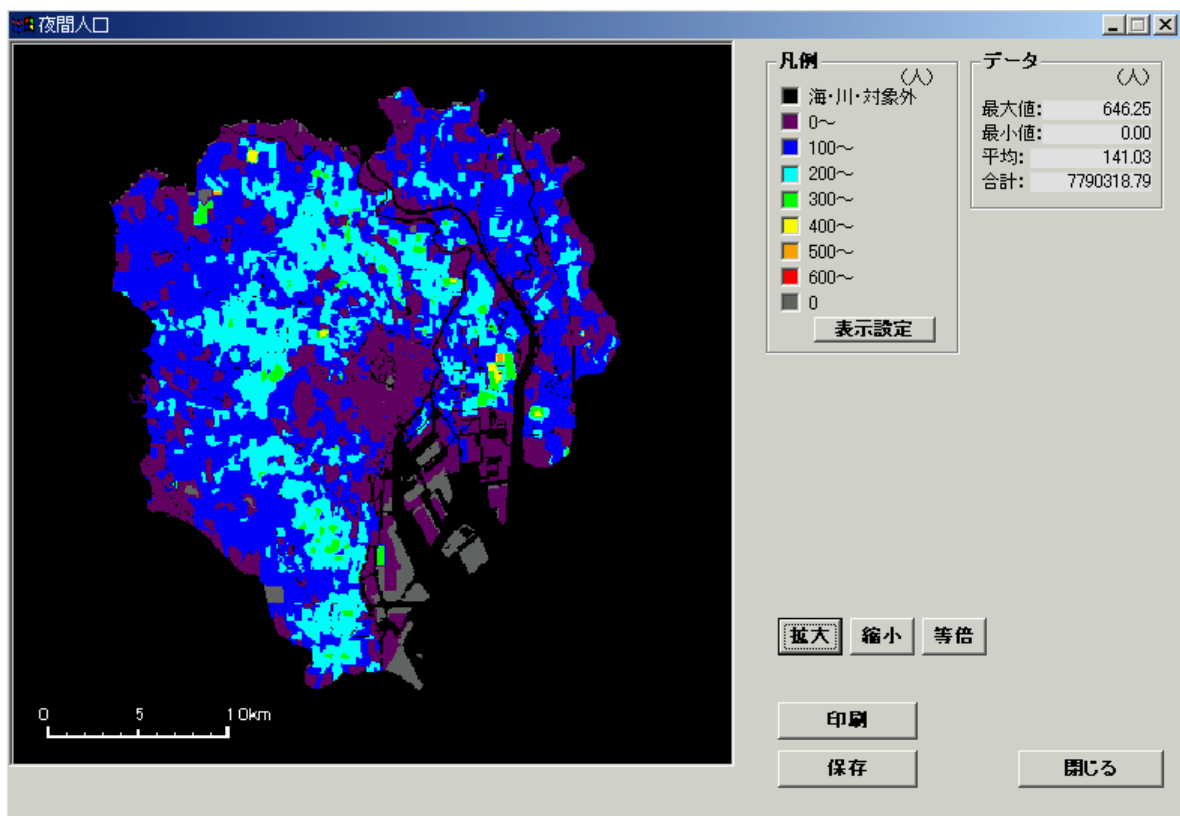 夜間人口
凡例
(人)
海・川・対象外
0～
100～
200～
300～
400～
500～
600～
0
表示設定
データ
(人)
最大値: 646.25
最小値: 0.00
平均: 141.03
合計: 7790318.79
0 5 10km
拡大 縮小 等倍
印刷
保存 閉じる